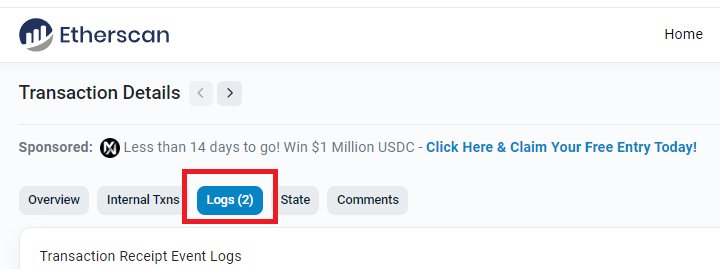 Etherscan
Home
Transaction Details
Sponsored: Less than 14 days to go! Win $1 Million USDC - Click Here & Claim Your Free Entry Today!
Overview Internal Txns Logs (2) State Comments
Transaction Receipt Event Logs